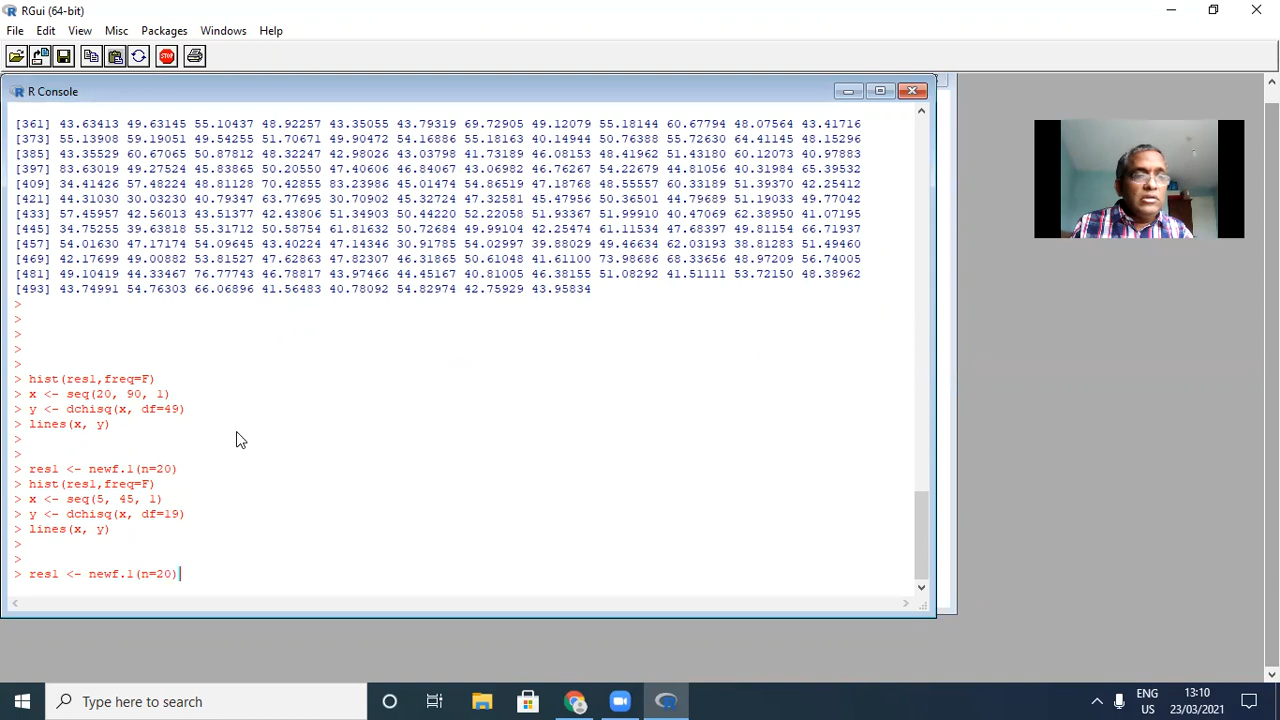 RGui (64-bit)
File Edit View Misc Packages Windows Help
STOP
R Console
[361] 43.63413 49.63145 55.10437 48.92257 43.35055 43.79319 69.72905 49.12079 55.18144 60.67794 48.07564 43.41716
[373] 55.13908 59.19051 49.54255 51.70671 49.90472 54.16886 55.18163 40.14944 50.76388 55.72630 64.41145 48.15296
[385] 43.35529 60.67065 50.87812 48.32247 42.98026 43.03798 41.73189 46.08153 48.41962 51.43180 60.12073 40.97883
[397] 83.63019 49.27524 45.83865 50.20550 47.40606 46.84064 43.06982 46.76267 54.22679 44.81056 40.31984 65.39532
[409] 34.41426 57.48224 48.81128 70.42855 83.23986 45.01474 54.86519 47.18768 48.55557 60.33189 51.39370 42.25412
[421] 44.31030 30.03230 40.79347 63.77695 30.70902 45.32724 47.32581 45.47956 50.36501 44.79689 51.19033 49.77042
[433] 57.45957 42.56013 43.51377 42.43806 51.34903 50.44228 52.22058 51.93367 51.99910 40.47069 62.38950 41.07195
[445] 34.75255 39.63818 55.31712 50.58754 61.81632 30.72684 49.99104 42.25474 61.11534 47.68397 49.81154 66.71937
[457] 54.01630 47.17174 54.09645 43.40224 47.14346 30.91785 54.02997 39.88029 49.46634 62.03193 38.81283 51.49460
[469] 42.17699 49.00882 53.81527 47.62863 47.82307 46.31865 50.61048 41.61100 73.98686 68.33656 48.97209 56.74005
[481] 49.10419 44.33467 76.77743 46.78817 43.97466 44.45167 40.81005 46.38155 51.08292 41.51111 53.72150 48.38962
[493] 43.74991 54.76303 66.06896 41.56483 40.78092 54.82974 42.75929 43.95834
>
>
>
>
>
> hist(res1,freq=F)
> x <- seq(20, 90, 1)
> y <- dchisq(x, df=49)
> lines(x, y)
>
>
> res1 <- newf.1(n=20)
> hist(res1,freq=F)
> x <- seq(5, 45, 1)
> y <- dchisq(x, df=19)
> lines(x, y)
>
>
> res1 <- newf.1(n=20)
Type here to search
ENG
US
13:10
23/03/2021